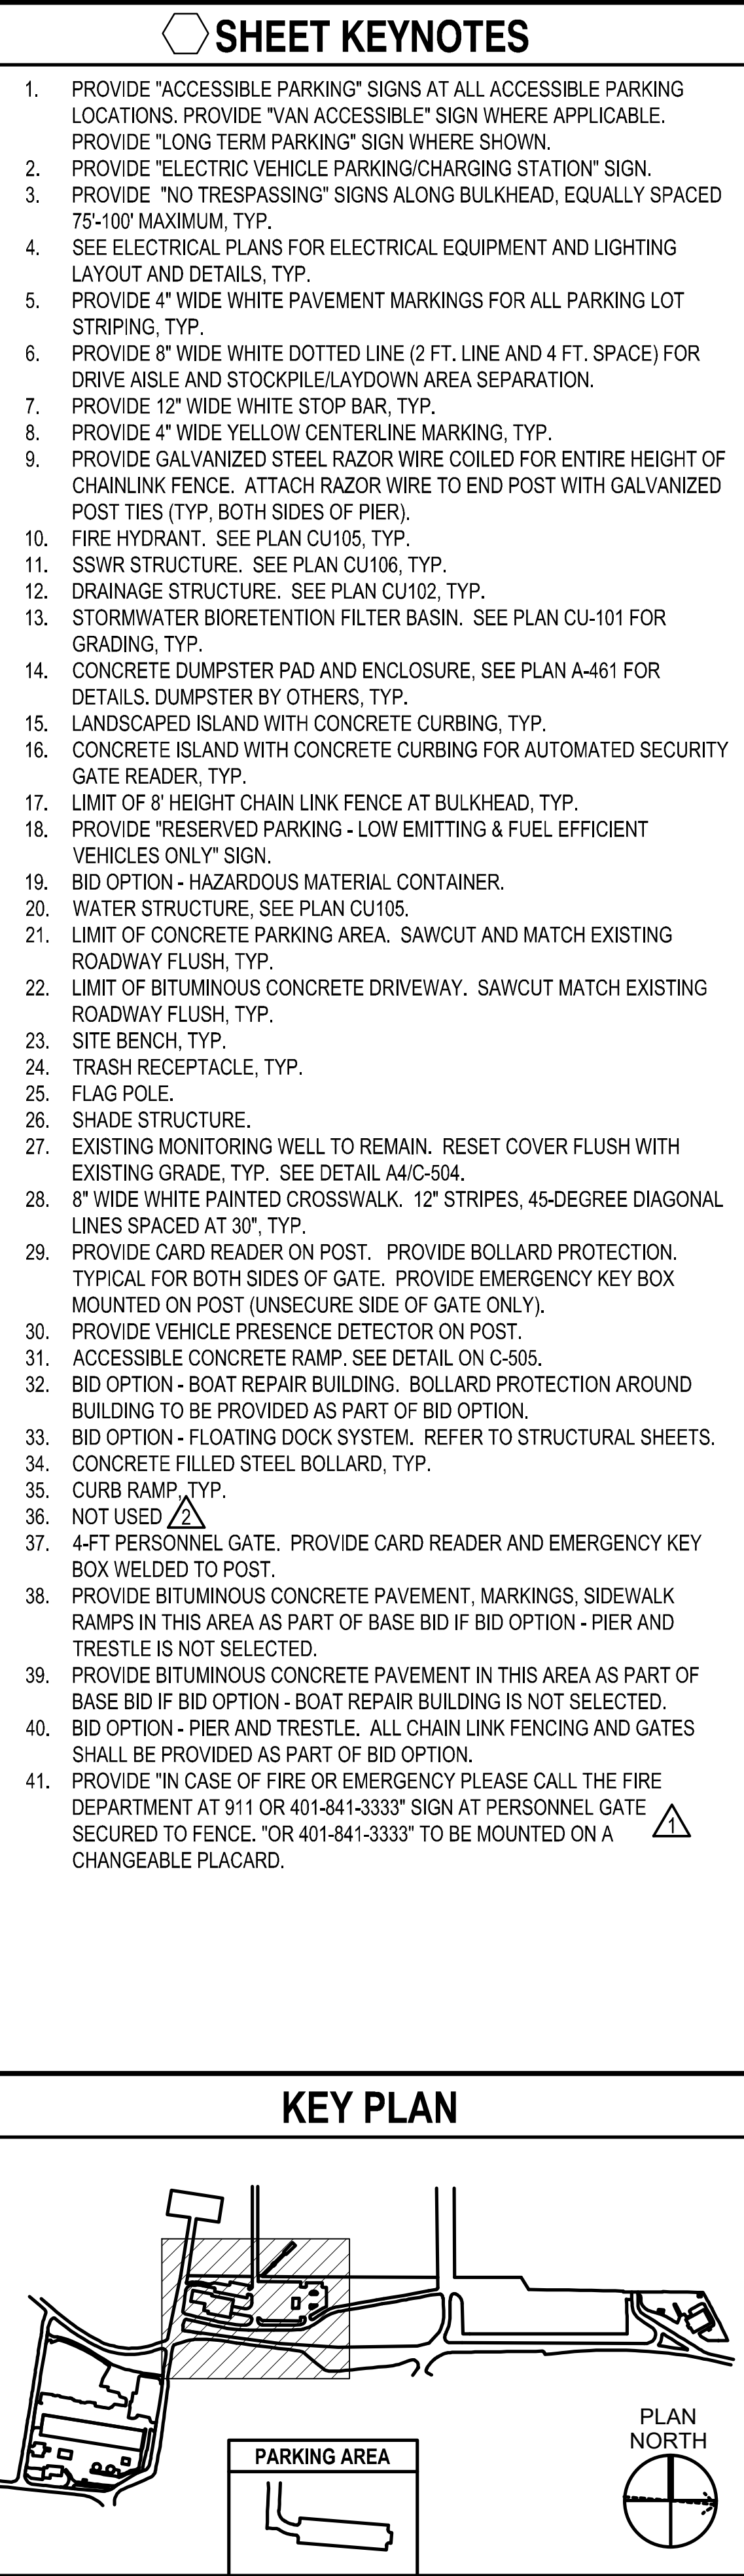 SHEET KEYNOTES
1. PROVIDE "ACCESSIBLE PARKING" SIGNS AT ALL ACCESSIBLE PARKING
LOCATIONS. PROVIDE "VAN ACCESSIBLE" SIGN WHERE APPLICABLE.
PROVIDE "LONG TERM PARKING" SIGN WHERE SHOWN.
2. PROVIDE "ELECTRIC VEHICLE PARKING/CHARGING STATION" SIGN.
3. PROVIDE "NO TRESPASSING" SIGNS ALONG BULKHEAD, EQUALLY SPACED
75'-100' MAXIMUM, TYP.
4. SEE ELECTRICAL PLANS FOR ELECTRICAL EQUIPMENT AND LIGHTING
LAYOUT AND DETAILS, TYP.
5. PROVIDE 4" WIDE WHITE PAVEMENT MARKINGS FOR ALL PARKING LOT
STRIPING, TYP.
6. PROVIDE 8" WIDE WHITE DOTTED LINE (2 FT. LINE AND 4 FT. SPACE) FOR
DRIVE AISLE AND STOCKPILE/LAYDOWN AREA SEPARATION.
7. PROVIDE 12" WIDE WHITE STOP BAR, TYP.
8. PROVIDE 4" WIDE YELLOW CENTERLINE MARKING, TYP.
9. PROVIDE GALVANIZED STEEL RAZOR WIRE COILED FOR ENTIRE HEIGHT OF
CHAINLINK FENCE. ATTACH RAZOR WIRE TO END POST WITH GALVANIZED
POST TIES (TYP, BOTH SIDES OF PIER).
10. FIRE HYDRANT. SEE PLAN CU105, TYP.
11. SSWR STRUCTURE. SEE PLAN CU106, TYP.
12. DRAINAGE STRUCTURE. SEE PLAN CU102, TYP.
13. STORMWATER BIORETENTION FILTER BASIN. SEE PLAN CU-101 FOR
GRADING, TYP.
14. CONCRETE DUMPSTER PAD AND ENCLOSURE, SEE PLAN A-461 FOR
DETAILS. DUMPSTER BY OTHERS, TYP.
15. LANDSCAPED ISLAND WITH CONCRETE CURBING, TYP.
16. CONCRETE ISLAND WITH CONCRETE CURBING FOR AUTOMATED SECURITY
GATE READER, TYP.
17. LIMIT OF 8' HEIGHT CHAIN LINK FENCE AT BULKHEAD, TYP.
18. PROVIDE "RESERVED PARKING - LOW EMITTING & FUEL EFFICIENT
VEHICLES ONLY" SIGN.
19. BID OPTION - HAZARDOUS MATERIAL CONTAINER.
20. WATER STRUCTURE, SEE PLAN CU105.
21. LIMIT OF CONCRETE PARKING AREA. SAWCUT AND MATCH EXISTING
ROADWAY FLUSH, TYP.
22. LIMIT OF BITUMINOUS CONCRETE DRIVEWAY. SAWCUT MATCH EXISTING
ROADWAY FLUSH, TYP.
23. SITE BENCH, TYP.
24. TRASH RECEPTACLE, TYP.
25. FLAG POLE.
26. SHADE STRUCTURE.
27. EXISTING MONITORING WELL TO REMAIN. RESET COVER FLUSH WITH
EXISTING GRADE, TYP. SEE DETAIL A4/C-504.
28. 8" WIDE WHITE PAINTED CROSSWALK. 12" STRIPES, 45-DEGREE DIAGONAL
LINES SPACED AT 30", TYP.
29. PROVIDE CARD READER ON POST. PROVIDE BOLLARD PROTECTION.
TYPICAL FOR BOTH SIDES OF GATE. PROVIDE EMERGENCY KEY BOX
MOUNTED ON POST (UNSECURE SIDE OF GATE ONLY).
30. PROVIDE VEHICLE PRESENCE DETECTOR ON POST.
31. ACCESSIBLE CONCRETE RAMP. SEE DETAIL ON C-505.
32. BID OPTION - BOAT REPAIR BUILDING. BOLLARD PROTECTION AROUND
BUILDING TO BE PROVIDED AS PART OF BID OPTION.
33. BID OPTION - FLOATING DOCK SYSTEM. REFER TO STRUCTURAL SHEETS.
34. CONCRETE FILLED STEEL BOLLARD, TYP.
35. CURB RAMP, TYP.
36. NOT USED 2
37. 4-FT PERSONNEL GATE. PROVIDE CARD READER AND EMERGENCY KEY
BOX WELDED TO POST.
38. PROVIDE BITUMINOUS CONCRETE PAVEMENT, MARKINGS, SIDEWALK
RAMPS IN THIS AREA AS PART OF BASE BID IF BID OPTION - PIER AND
TRESTLE IS NOT SELECTED.
39. PROVIDE BITUMINOUS CONCRETE PAVEMENT IN THIS AREA AS PART OF
BASE BID IF BID OPTION - BOAT REPAIR BUILDING IS NOT SELECTED.
40. BID OPTION - PIER AND TRESTLE. ALL CHAIN LINK FENCING AND GATES
SHALL BE PROVIDED AS PART OF BID OPTION.
41. PROVIDE "IN CASE OF FIRE OR EMERGENCY PLEASE CALL THE FIRE
DEPARTMENT AT 911 OR 401-841-3333" SIGN AT PERSONNEL GATE
SECURED TO FENCE. "OR 401-841-3333" TO BE MOUNTED ON A 1
CHANGEABLE PLACARD.
KEY PLAN
PLAN
NORTH
PARKING AREA